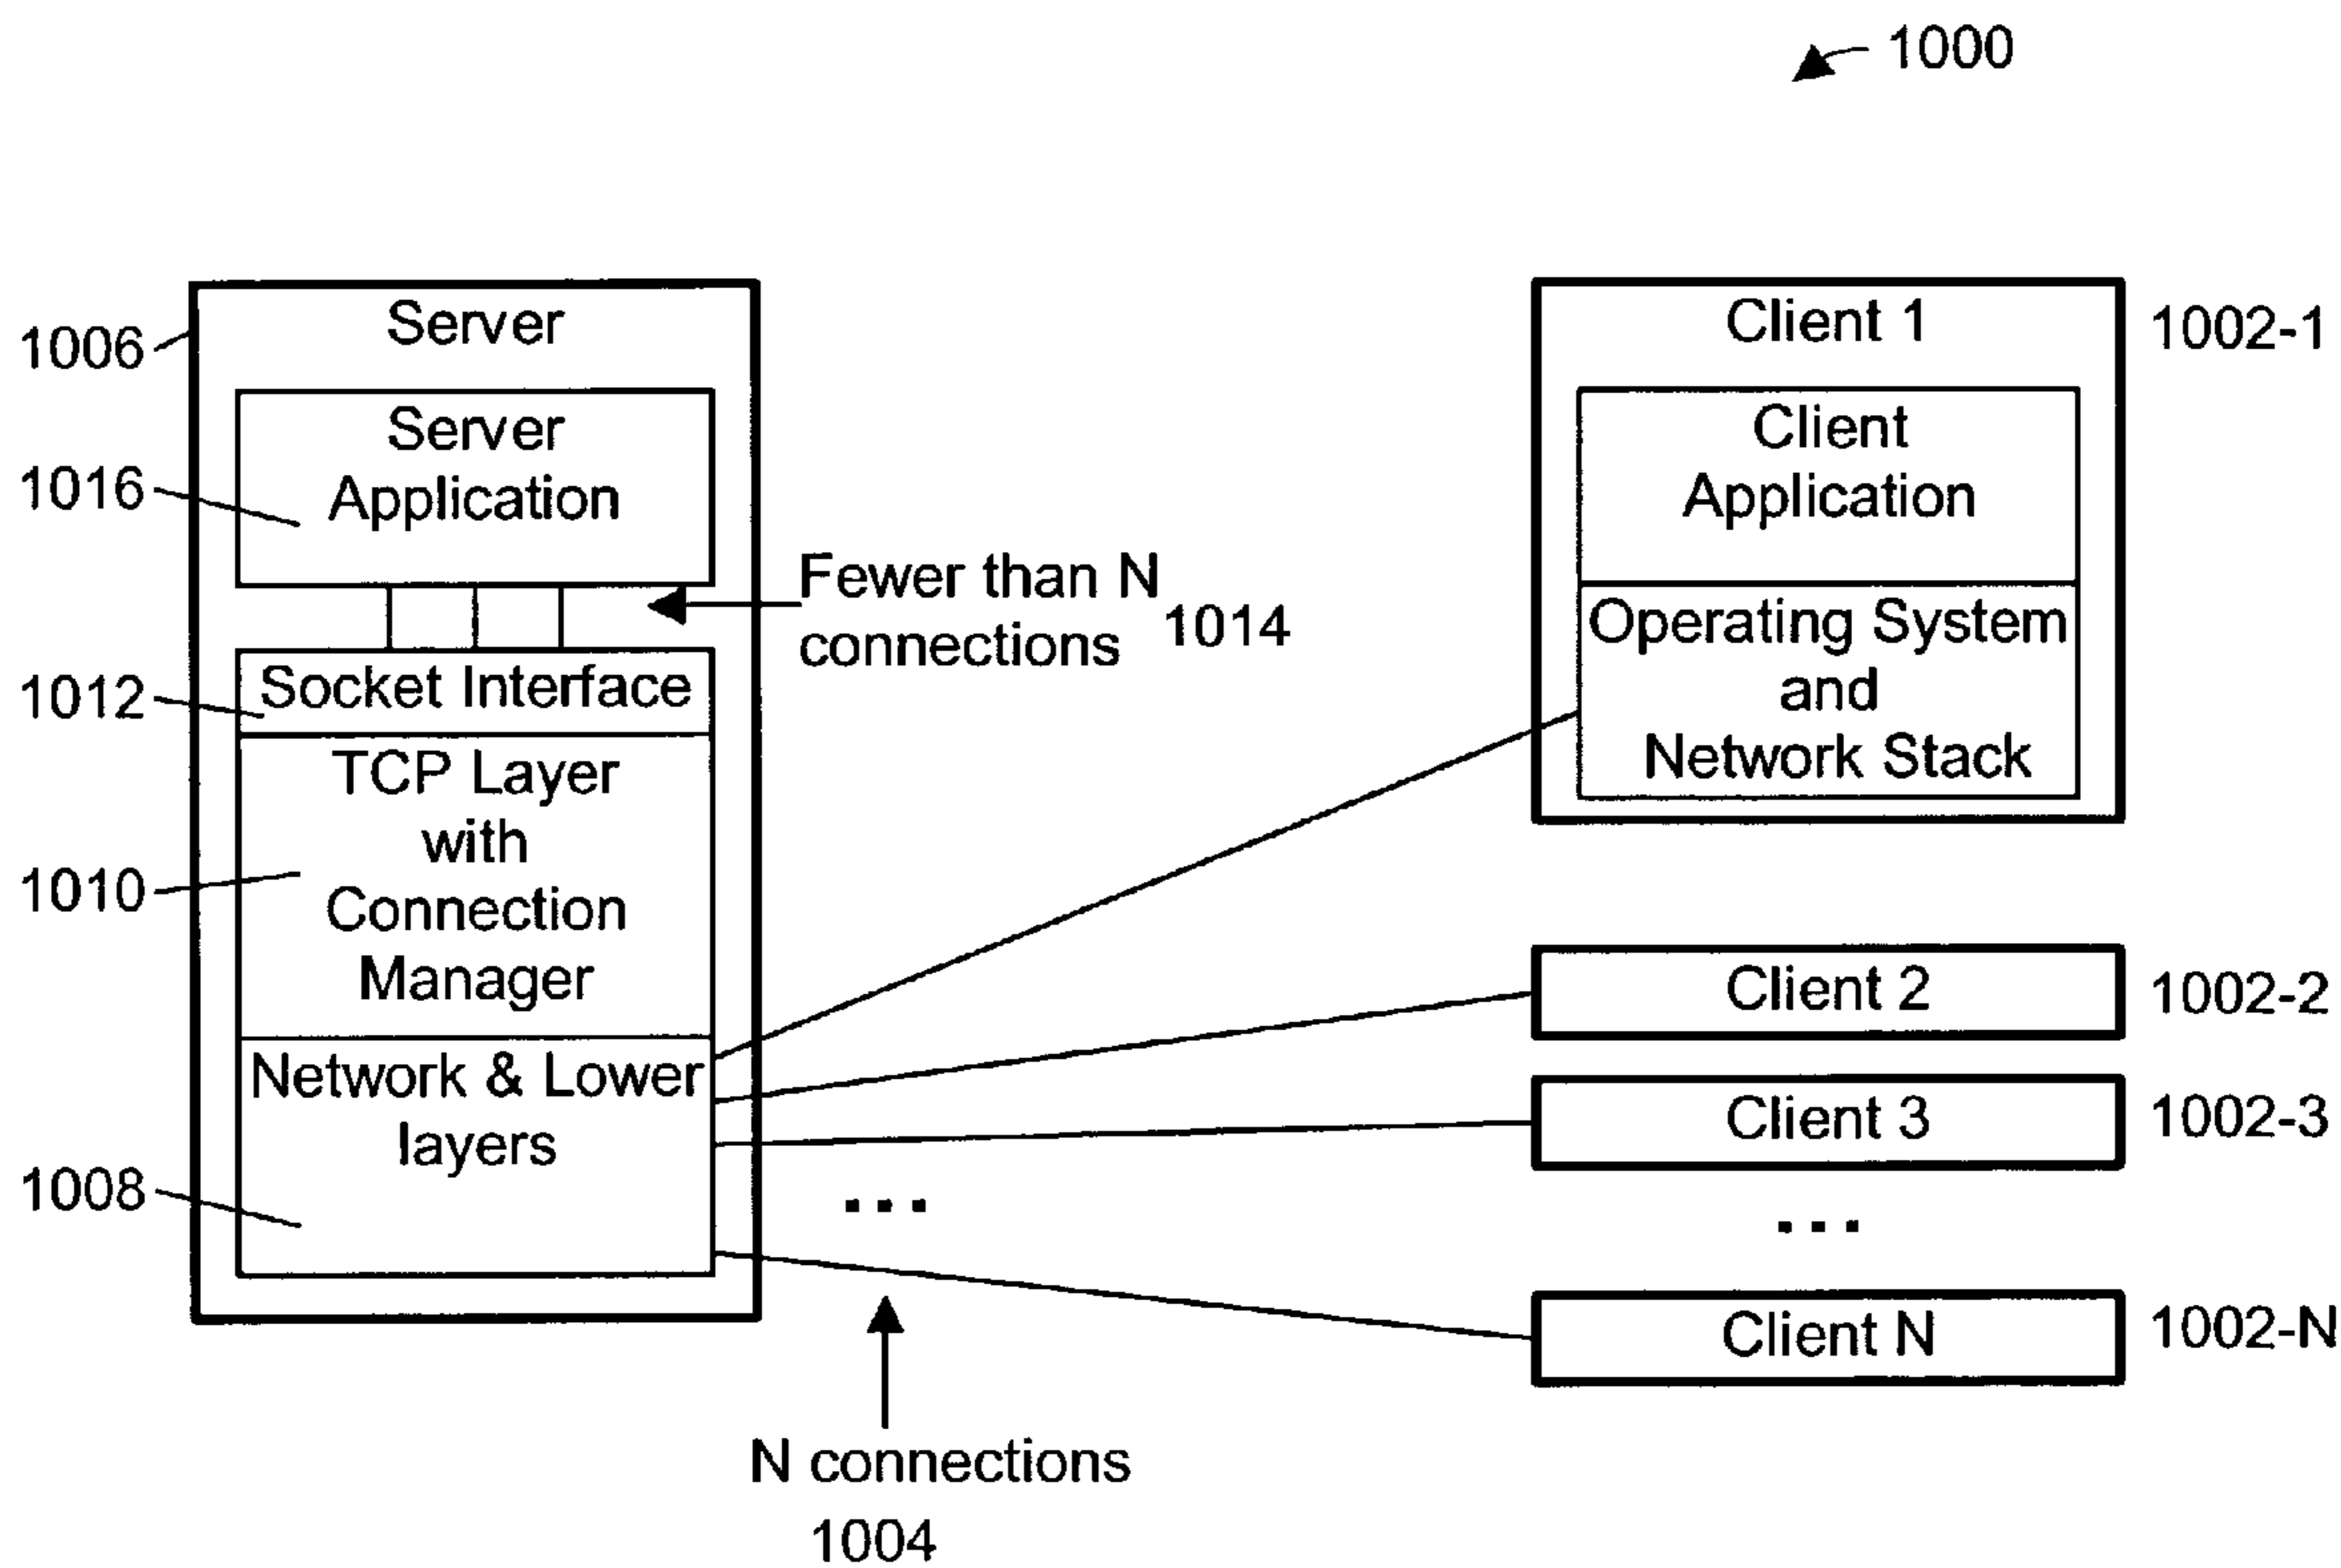 1000
Server
1006
Server
Application
1016
Fewer than N
connections
1014
Socket Interface
1012
TCP Layer
with
Connection
Manager
1010
Network & Lower
layers
1008
...
N connections
1004
Client 1
1002-1
Client
Application
Operating System
and
Network Stack
Client 2
1002-2
Client 3
1002-3
...
Client N
1002-N